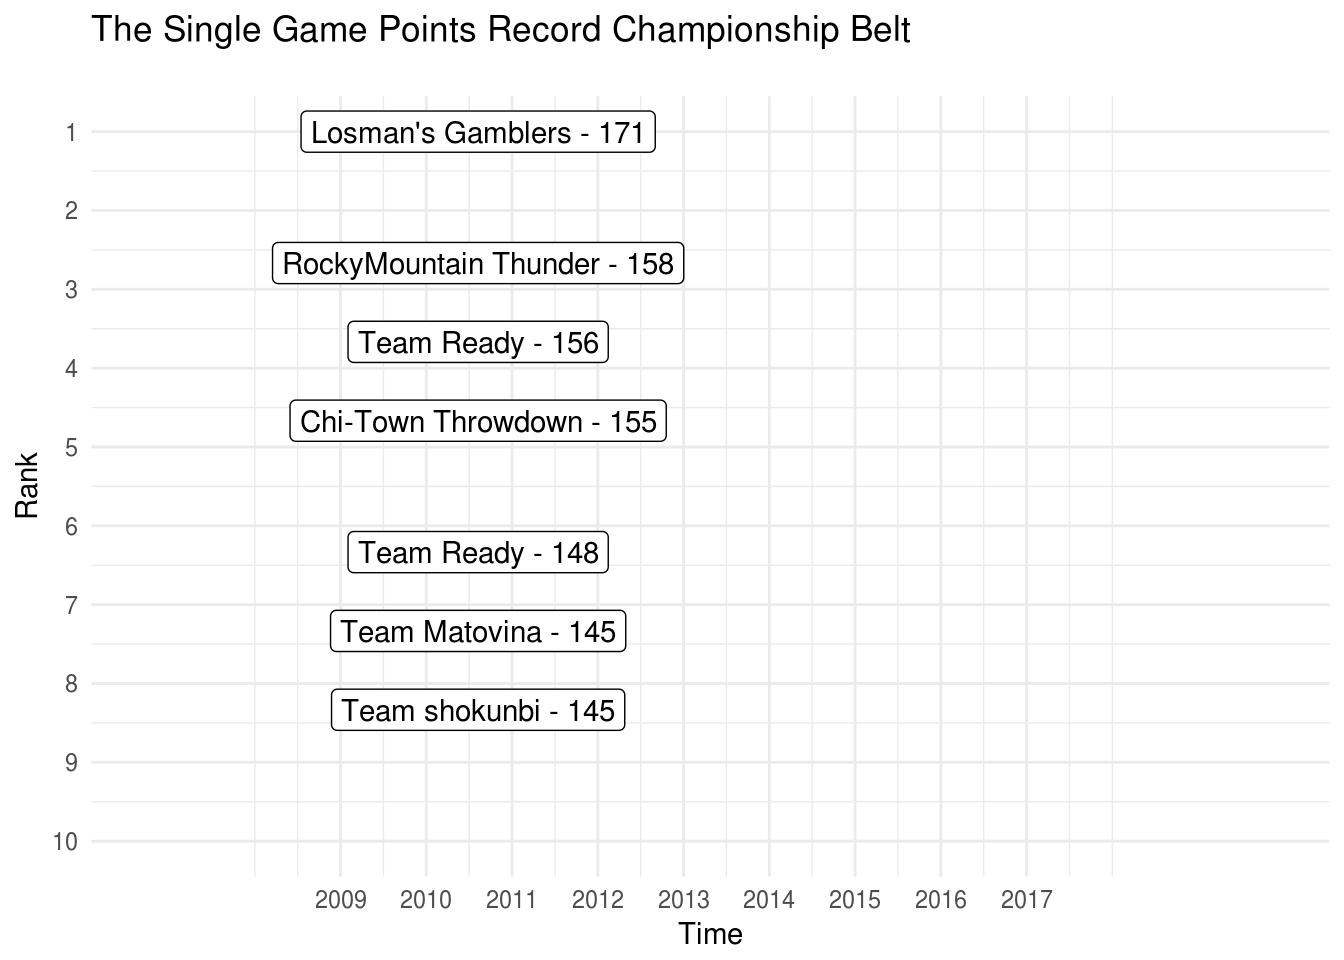 The Single Game Points Record Championship Belt
1
Losman's Gamblers - 171
2
RockyMountain Thunder - 158
3
Team Ready - 156
4
Chi-Town Throwdown - 155
5
Rank
6
Team Ready - 148
7
Team Matovina - 145
8
Team shokunbi - 145
9
10
2009 2010 2011 2012 2013 2014 2015 2016 2017
Time